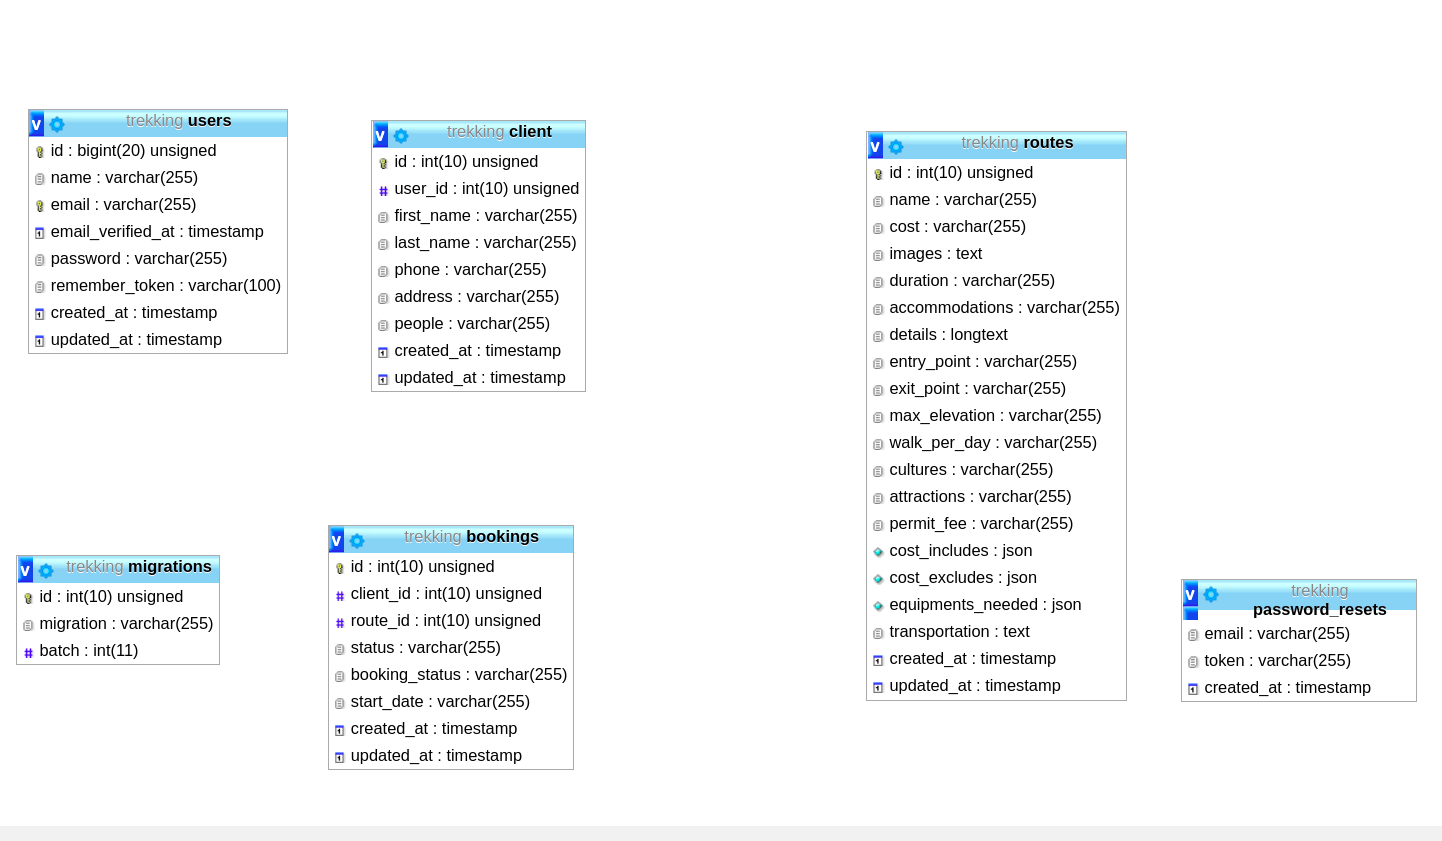 v trekking users
id : bigint(20) unsigned
name : varchar(255)
email : varchar(255)
email_verified_at : timestamp
password : varchar(255)
remember_token : varchar(100)
created_at : timestamp
updated_at : timestamp
v trekking client
id : int(10) unsigned
# user_id : int(10) unsigned
first_name : varchar(255)
last_name : varchar(255)
phone : varchar(255)
address : varchar(255)
people : varchar(255)
created_at : timestamp
updated_at : timestamp
v trekking routes
id : int(10) unsigned
name : varchar(255)
cost : varchar(255)
images : text
duration : varchar(255)
accommodations : varchar(255)
details : longtext
entry_point : varchar(255)
exit_point : varchar(255)
max_elevation : varchar(255)
walk_per_day : varchar(255)
cultures : varchar(255)
attractions : varchar(255)
permit_fee : varchar(255)
cost_includes : json
cost_excludes : json
equipments_needed : json
transportation : text
created_at : timestamp
updated_at : timestamp
v trekking migrations
id : int(10) unsigned
migration : varchar(255)
# batch : int(11)
v trekking bookings
id : int(10) unsigned
# client_id : int(10) unsigned
# route_id : int(10) unsigned
status : varchar(255)
booking_status : varchar(255)
start_date : varchar(255)
created_at : timestamp
updated_at : timestamp
v trekking
password_resets
email : varchar(255)
token : varchar(255)
created_at : timestamp